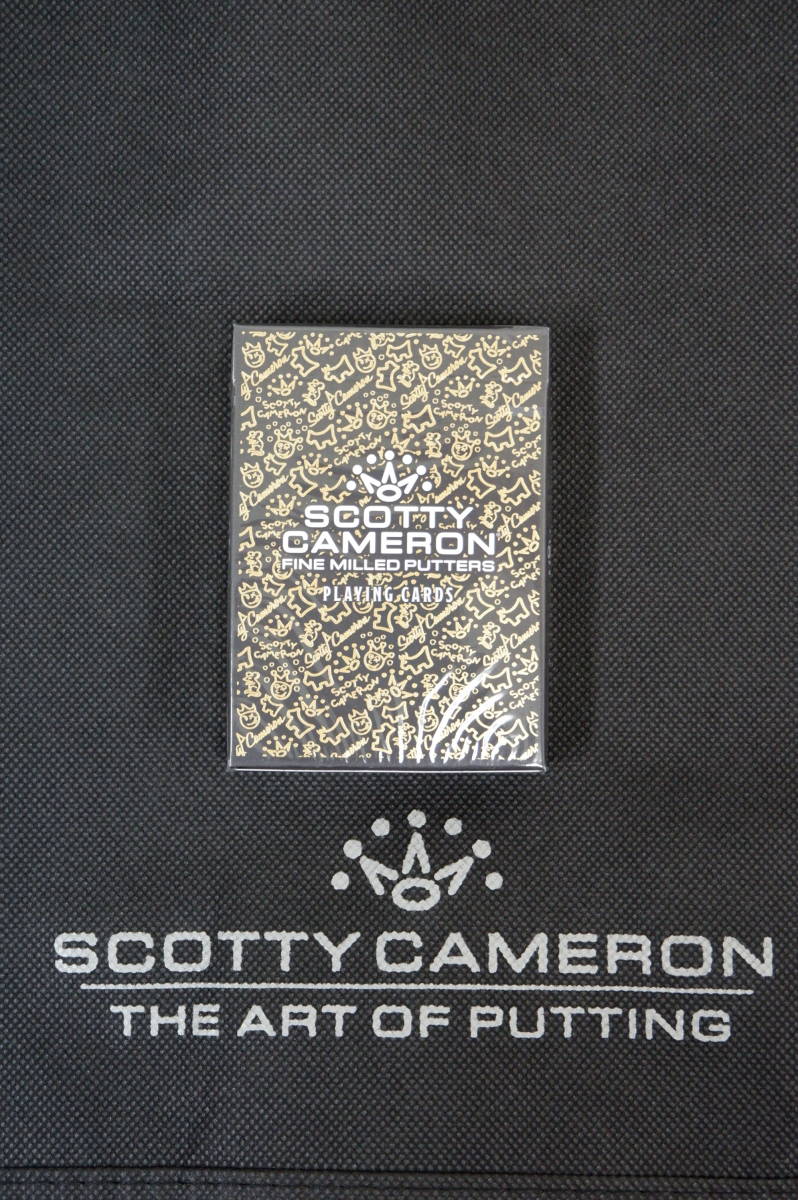 SCOTTY
CAMERON
FINE MILLED PUTTERS
PLAYING CARDS
SCOTTY CAMERON
THE ART OF PUTTING